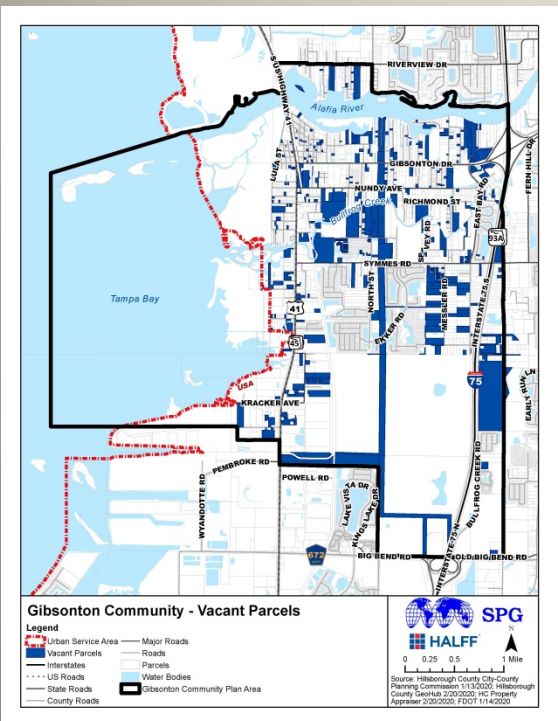 RIVERVIEW DR
S US HIGHWAY 41
Alafia River
LULA ST
GIBSONTON DR
FERN HILL DR
NUNDY AVE
RICHMOND ST
EAST BAY RD
Bullfrog Creek
93A
SYMMES RD
Tampa Bay
NORTH ST
MESSLER RD
INTERSTATE 75 S
41
EKKER RD
45
USA
75
EARLY RUN LN
KRACKER AVE
PEMBROKE RD
POWELL RD
WYANDOTTE RD
LAKE VISTA DR
KINGS LAKE DR
BULLFROG CREEK RD
672
BIG BEND RD
INTERSTATE 75 N
OLD BIG BEND RD
Gibsonton Community - Vacant Parcels
Legend
Urban Service Area
Vacant Parcels
Interstates
US Roads
State Roads
County Roads
Major Roads
Roads
Parcels
Water Bodies
Gibsonton Community Plan Area
SPG
HALFF
N
0 0.25 0.5 1 Mile
Source: Hillsborough County City-County
Planning Commission 1/13/2020; Hillsborough
County GeoHub 2/20/2020; HC Property
Appraiser 2/20/2020; FDOT 1/14/2020